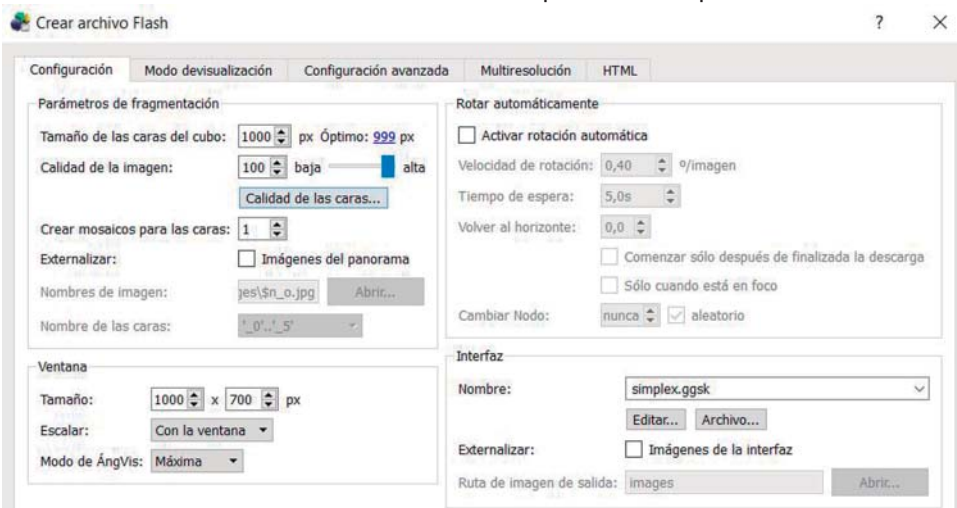 Crear archivo Flash ? ×
Configuración Modo devisualización Configuración avanzada Multiresolución HTML
Parámetros de fragmentación
Tamaño de las caras del cubo: 1000 px Óptimo: 999 px
Calidad de la imagen: 100 baja alta
Calidad de las caras...
Crear mosaicos para las caras: 1
Externalizar: Imágenes del panorama
Nombres de imagen: ges\$n_o.jpg Abrir...
Nombre de las caras: '_0'..'_5'
Ventana
Tamaño: 1000 x 700 px
Escalar: Con la ventana
Modo de ÁngVis: Máxima
Rotar automáticamente
Activar rotación automática
Velocidad de rotación: 0,40 º/imagen
Tiempo de espera: 5,0s
Volver al horizonte: 0,0
Comenzar sólo después de finalizada la descarga
Sólo cuando está en foco
Cambiar Nodo: nunca aleatorio
Interfaz
Nombre: simplex.ggsk
Editar... Archivo...
Externalizar: Imágenes de la interfaz
Ruta de imagen de salida: images Abrir...